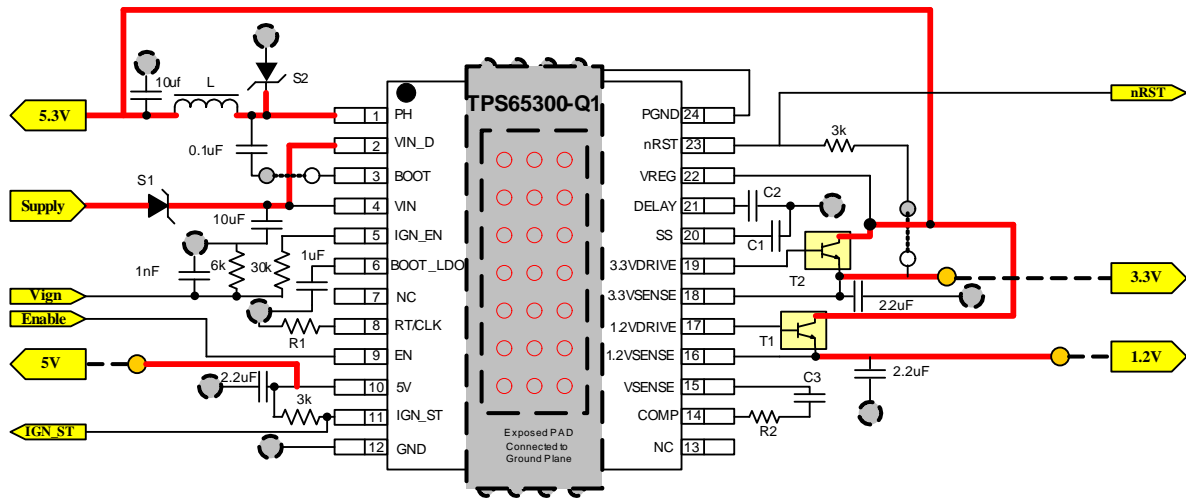 TPS65300-Q1
10uf
L
S2
5.3V
0.1uF
S1
Supply
10uF
1nF
6k
30k
1uF
Vign
Enable
R1
5V
2.2uF
3k
IGN_ST
1 PH
2 VIN_D
3 BOOT
4 VIN
5 IGN_EN
6 BOOT_LDO
7 NC
8 RT/CLK
9 EN
10 5V
11 IGN_ST
12 GND
Exposed PAD
Connected to
Ground Plane
PGND 24
nRST 23
VREG 22
DELAY 21
SS 20
3.3VDRIVE 19
3.3VSENSE 18
1.2VDRIVE 17
1.2VSENSE 16
VSENSE 15
COMP 14
NC 13
nRST
3k
C2
C1
T2
2.2uF
3.3V
T1
1.2V
2.2uF
C3
R2